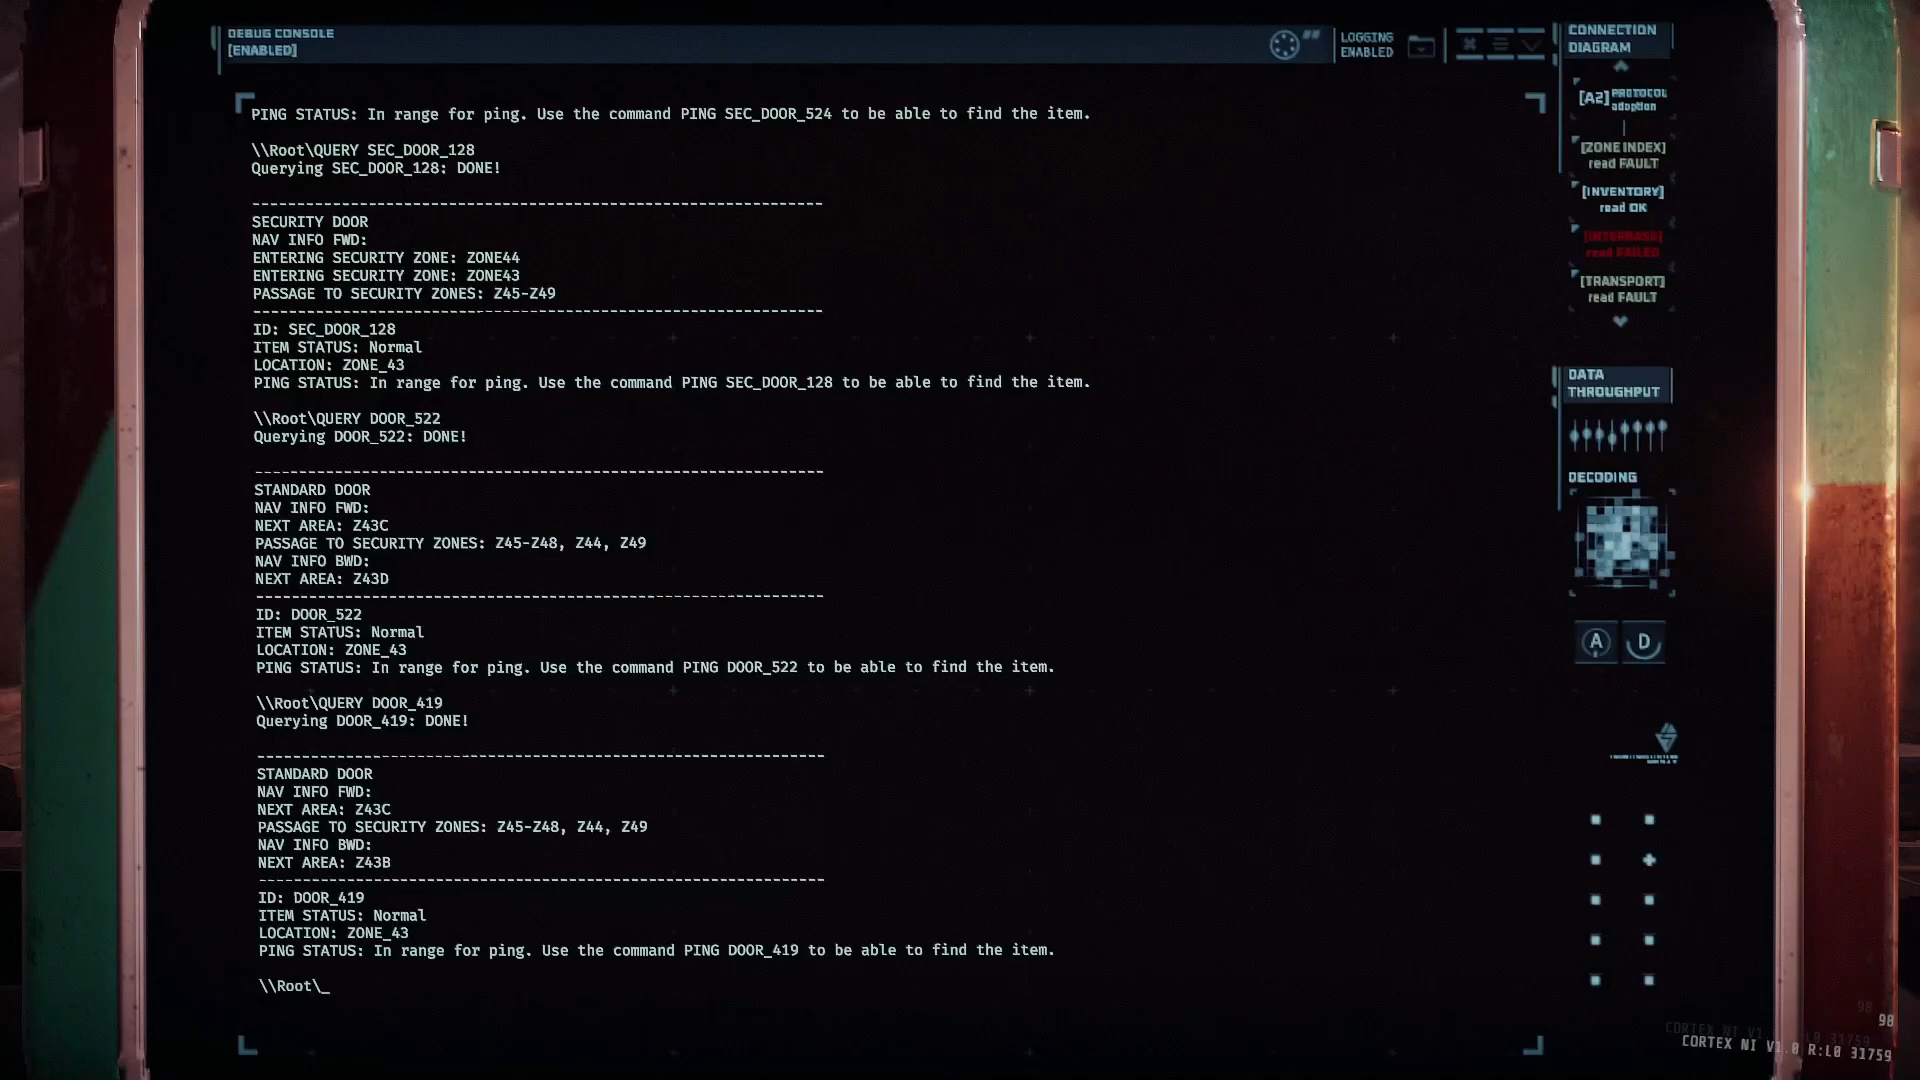 DEBUG CONSOLE
[ENABLED]
LOGGING
ENABLED
PING STATUS: In range for ping. Use the command PING SEC_DOOR_524 to be able to find the item.
\\Root\QUERY SEC_DOOR_128
Querying SEC_DOOR_128: DONE!
----------------------------------------------------------------
SECURITY DOOR
NAV INFO FWD:
ENTERING SECURITY ZONE: ZONE44
ENTERING SECURITY ZONE: ZONE43
PASSAGE TO SECURITY ZONES: Z45-Z49
----------------------------------------------------------------
ID: SEC_DOOR_128
ITEM STATUS: Normal
LOCATION: ZONE_43
PING STATUS: In range for ping. Use the command PING SEC_DOOR_128 to be able to find the item.
\\Root\QUERY DOOR_522
Querying DOOR_522: DONE!
----------------------------------------------------------------
STANDARD DOOR
NAV INFO FWD:
NEXT AREA: Z43C
PASSAGE TO SECURITY ZONES: Z45-Z48, Z44, Z49
NAV INFO BWD:
NEXT AREA: Z43D
----------------------------------------------------------------
ID: DOOR_522
ITEM STATUS: Normal
LOCATION: ZONE_43
PING STATUS: In range for ping. Use the command PING DOOR_522 to be able to find the item.
\\Root\QUERY DOOR_419
Querying DOOR_419: DONE!
----------------------------------------------------------------
STANDARD DOOR
NAV INFO FWD:
NEXT AREA: Z43C
PASSAGE TO SECURITY ZONES: Z45-Z48, Z44, Z49
NAV INFO BWD:
NEXT AREA: Z43B
----------------------------------------------------------------
ID: DOOR_419
ITEM STATUS: Normal
LOCATION: ZONE_43
PING STATUS: In range for ping. Use the command PING DOOR_419 to be able to find the item.
\\Root\_
CONNECTION
DIAGRAM
[A2] PROTOCOL
adoption
[ZONE INDEX]
read FAULT
[INVENTORY]
read OK
[INTERBASE]
read FAILED
[TRANSPORT]
read FAULT
DATA
THROUGHPUT
DECODING
A D
98
CORTEX NI V1.0 R:L0 31759